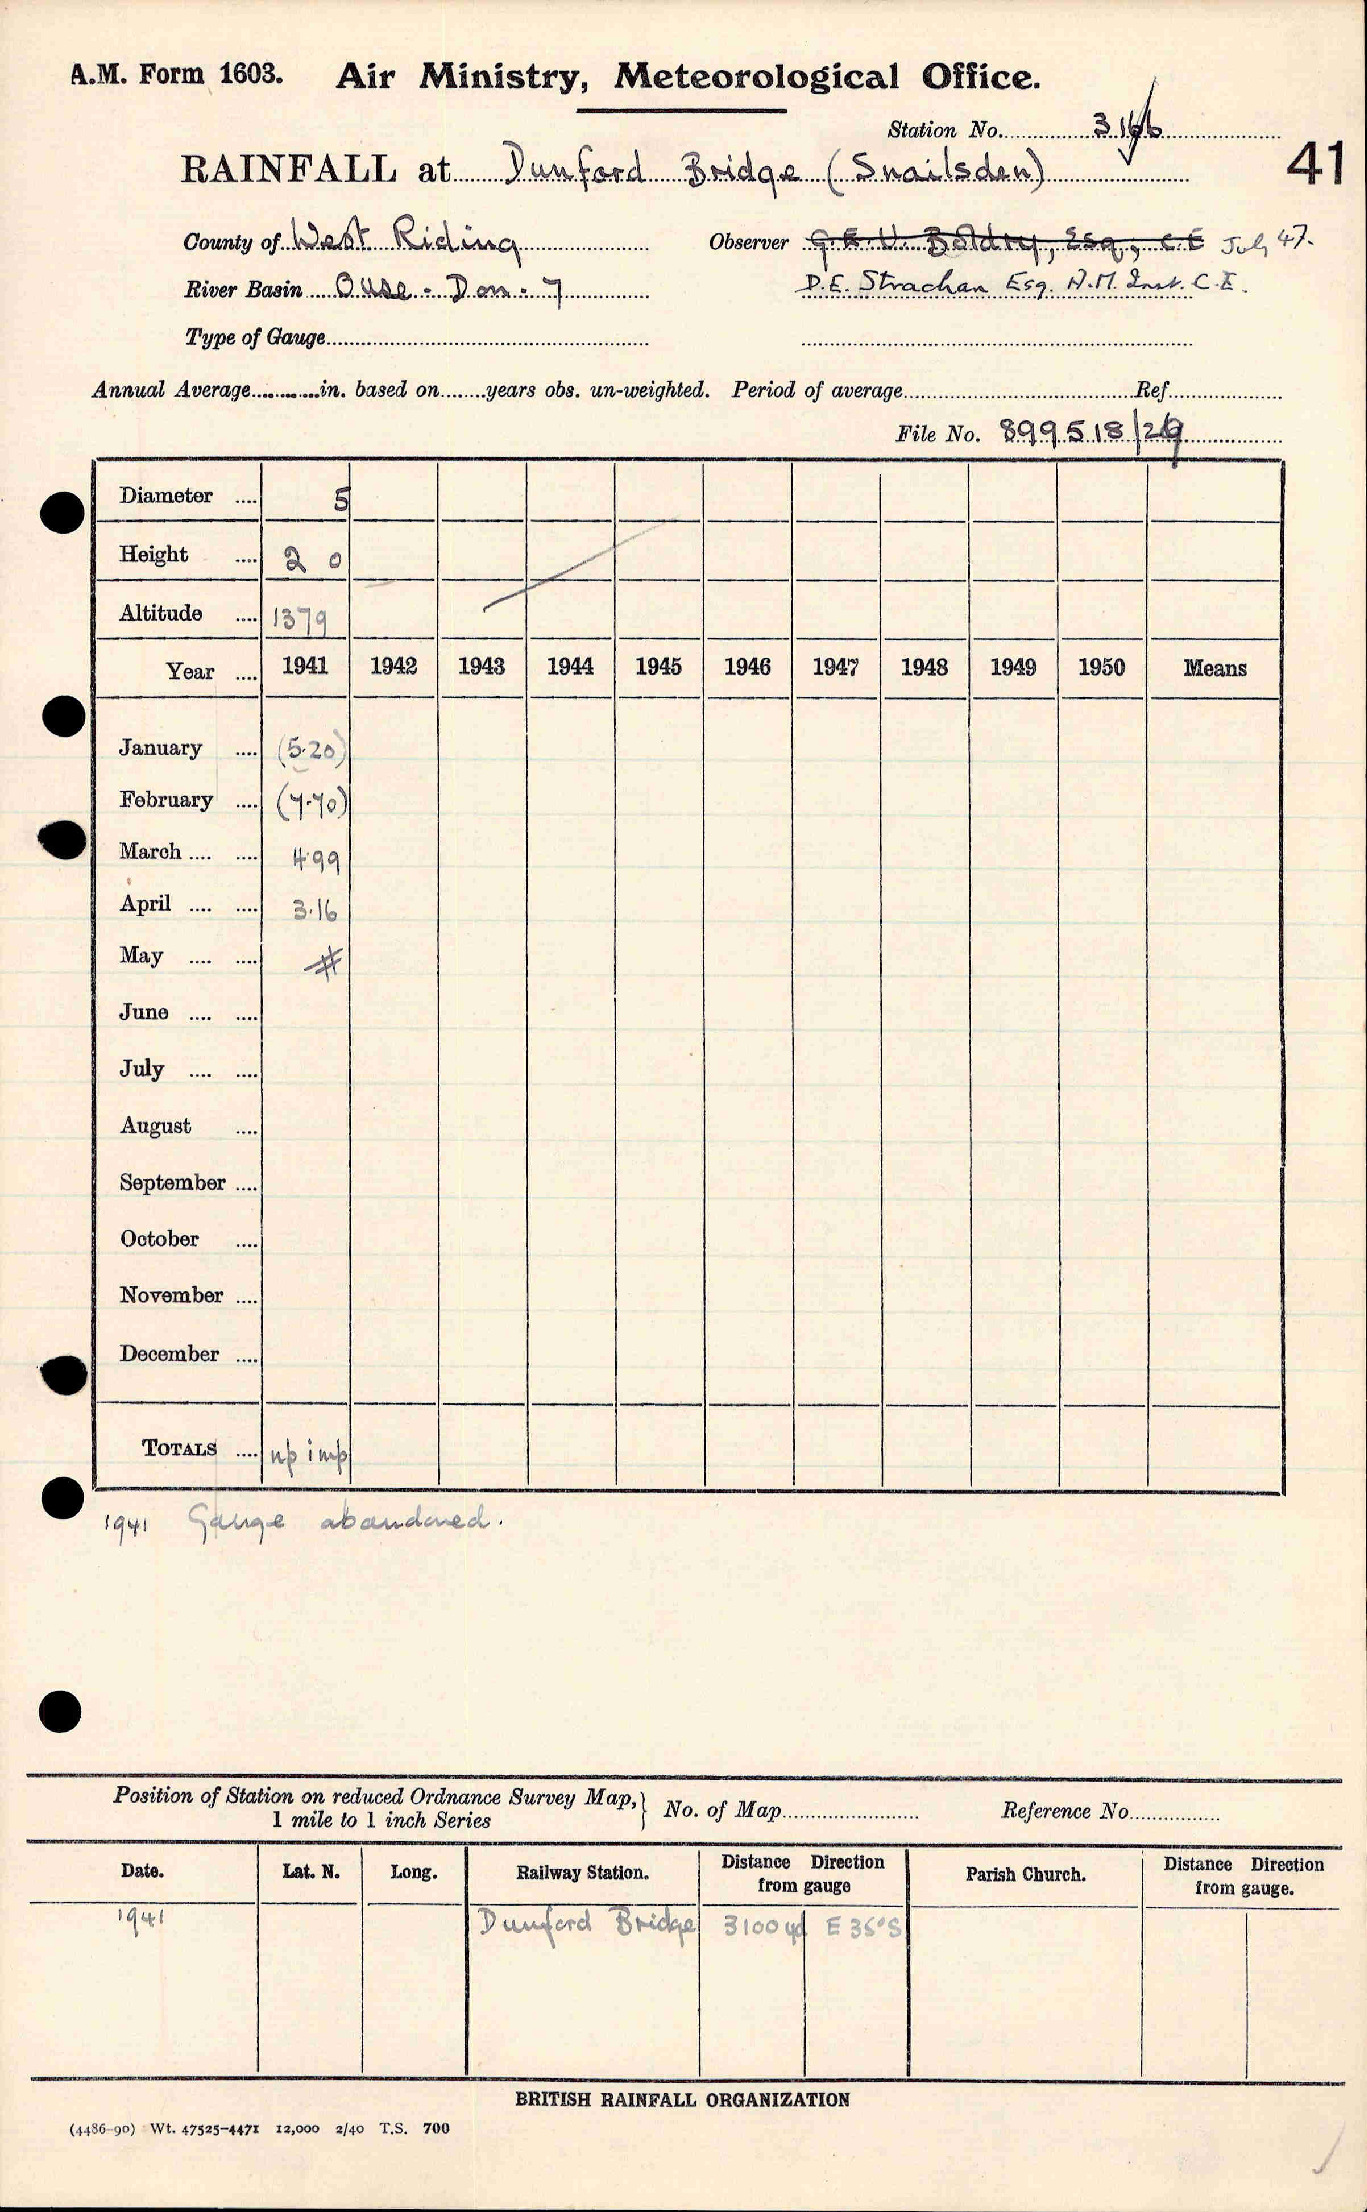 A.M. Form 1603. Air Ministry, Meteorological Office.
Station No. 3166
RAINFALL at Dunford Bridge (Snailsden)
41
County of West Riding
Observer G.E.V. Boldry, Esq, C.E July 47.
River Basin Ouse - Don - 7
D.E. Strachan Esq. A.M. Inst. C.E.
Type of Gauge
Annual Average in. based on years obs. un-weighted. Period of average Ref.
File No. 899518/29
Diameter 5
Height 2 0
Altitude 1379
Year 1941 1942 1943 1944 1945 1946 1947 1948 1949 1950 Means
January (5.20)
February (7.70)
March 4.99
April 3.16
May #
June
July
August
September
October
November
December
TOTALS np imp
1941 Gauge abandoned.
Position of Station on reduced Ordnance Survey Map,
1 mile to 1 inch Series
No. of Map Reference No.
Date. Lat. N. Long. Railway Station. Distance Direction from gauge Parish Church. Distance Direction from gauge.
1941 Dunford Bridge 3100 yd E 35°S
BRITISH RAINFALL ORGANIZATION
(4486-90) Wt. 47525-4471 12,000 2/40 T.S. 700